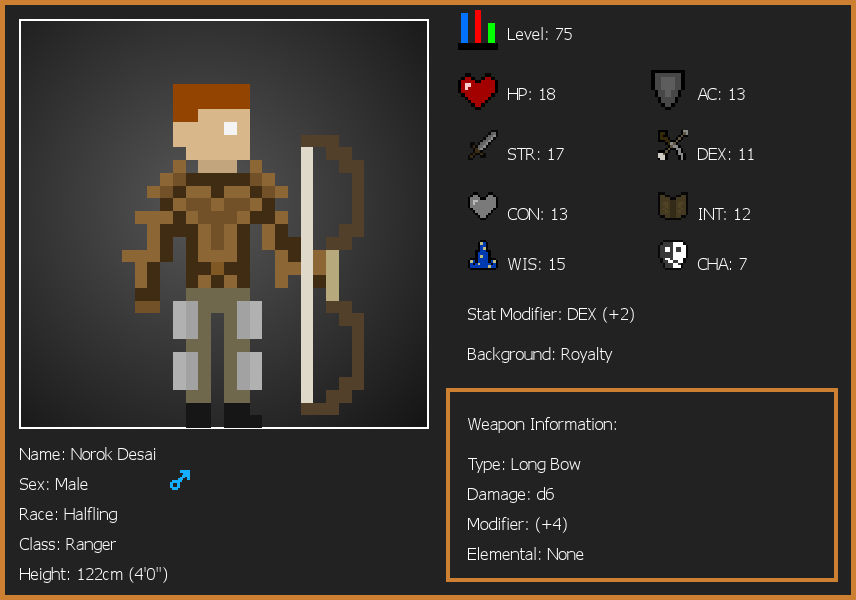 Level: 75
HP: 18
AC: 13
STR: 17
DEX: 11
CON: 13
INT: 12
WIS: 15
CHA: 7
Stat Modifier: DEX (+2)
Background: Royalty
Weapon Information:
Type: Long Bow
Damage: d6
Modifier: (+4)
Elemental: None
Name: Norok Desai
Sex: Male
Race: Halfling
Class: Ranger
Height: 122cm (4'0")